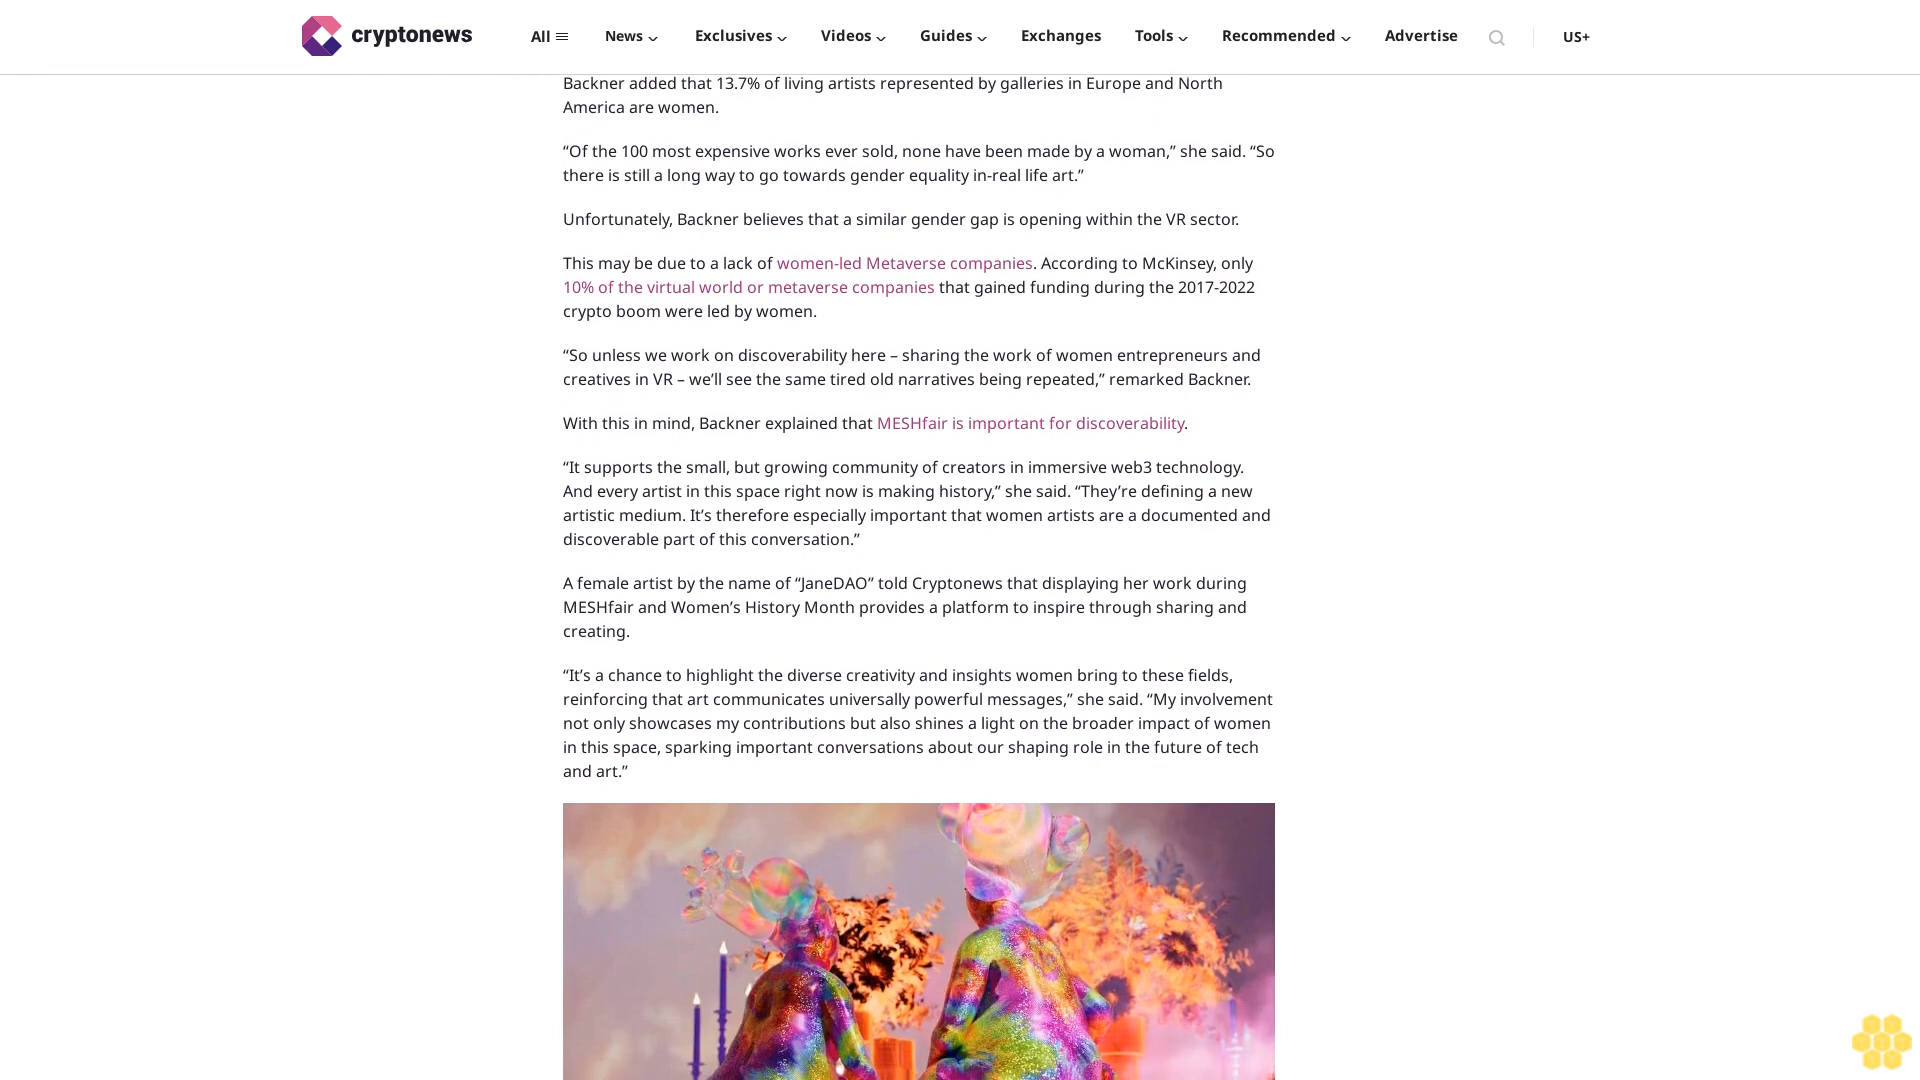 cryptonews
All
News
Exclusives
Videos
Guides
Exchanges
Tools
Recommended
Advertise
US+
Backner added that 13.7% of living artists represented by galleries in Europe and North
America are women.
“Of the 100 most expensive works ever sold, none have been made by a woman,” she said. “So
there is still a long way to go towards gender equality in-real life art.”
Unfortunately, Backner believes that a similar gender gap is opening within the VR sector.
This may be due to a lack of women-led Metaverse companies. According to McKinsey, only
10% of the virtual world or metaverse companies that gained funding during the 2017-2022
crypto boom were led by women.
“So unless we work on discoverability here – sharing the work of women entrepreneurs and
creatives in VR – we’ll see the same tired old narratives being repeated,” remarked Backner.
With this in mind, Backner explained that MESHfair is important for discoverability.
“It supports the small, but growing community of creators in immersive web3 technology.
And every artist in this space right now is making history,” she said. “They’re defining a new
artistic medium. It’s therefore especially important that women artists are a documented and
discoverable part of this conversation.”
A female artist by the name of “JaneDAO” told Cryptonews that displaying her work during
MESHfair and Women’s History Month provides a platform to inspire through sharing and
creating.
“It’s a chance to highlight the diverse creativity and insights women bring to these fields,
reinforcing that art communicates universally powerful messages,” she said. “My involvement
not only showcases my contributions but also shines a light on the broader impact of women
in this space, sparking important conversations about our shaping role in the future of tech
and art.”